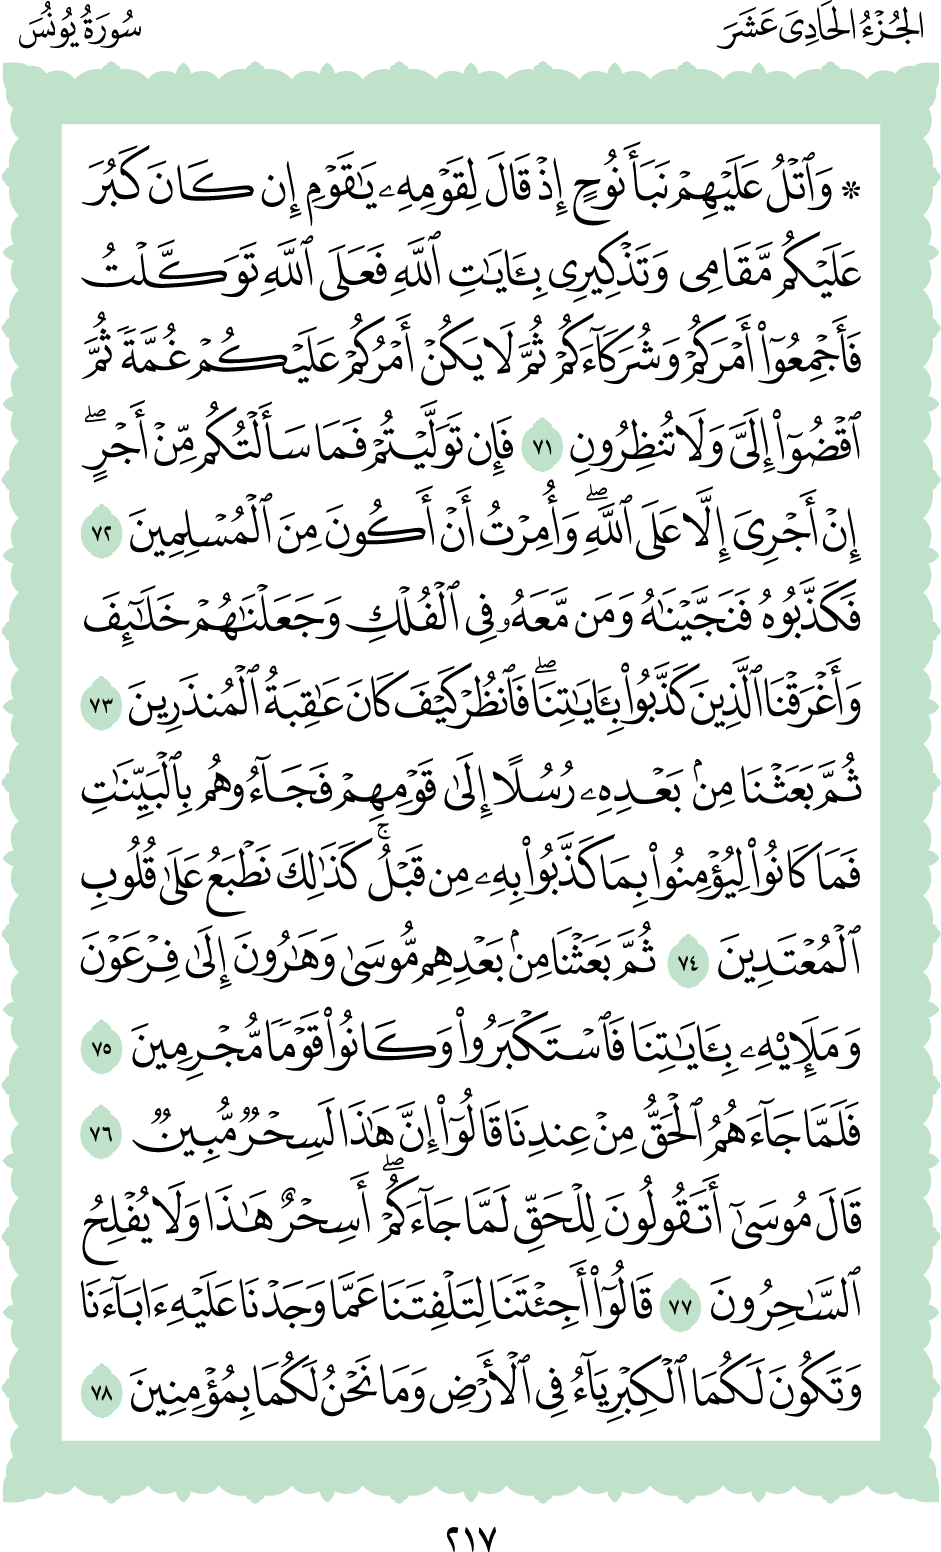 الجُزْءُ الحَادِىَ عَشَرَ
سُورَةُ يُونُسَ
* وَٱتۡلُ عَلَيۡهِمۡ نَبَأَ نُوحٍ إِذۡ قَالَ لِقَوۡمِهِۦ يَٰقَوۡمِ إِن كَانَ كَبُرَ
عَلَيۡكُم مَّقَامِى وَتَذۡكِيرِى بِـَٔايَٰتِ ٱللَّهِ فَعَلَى ٱللَّهِ تَوَكَّلۡتُ
فَأَجۡمِعُوٓاْ أَمۡرَكُمۡ وَشُرَكَآءَكُمۡ ثُمَّ لَا يَكُنۡ أَمۡرُكُمۡ عَلَيۡكُمۡ غُمَّةٗ ثُمَّ
ٱقۡضُوٓاْ إِلَىَّ وَلَا تُنظِرُونِ ٧١ فَإِن تَوَلَّيۡتُمۡ فَمَا سَأَلۡتُكُم مِّنۡ أَجۡرٍۖ
إِنۡ أَجۡرِىَ إِلَّا عَلَى ٱللَّهِۖ وَأُمِرۡتُ أَنۡ أَكُونَ مِنَ ٱلۡمُسۡلِمِينَ ٧٢
فَكَذَّبُوهُ فَنَجَّيۡنَٰهُ وَمَن مَّعَهُۥ فِى ٱلۡفُلۡكِ وَجَعَلۡنَٰهُمۡ خَلَٰٓئِفَ
وَأَغۡرَقۡنَا ٱلَّذِينَ كَذَّبُواْ بِـَٔايَٰتِنَاۖ فَٱنظُرۡ كَيۡفَ كَانَ عَٰقِبَةُ ٱلۡمُنذَرِينَ ٧٣
ثُمَّ بَعَثۡنَا مِنۢ بَعۡدِهِۦ رُسُلًا إِلَىٰ قَوۡمِهِمۡ فَجَآءُوهُم بِٱلۡبَيِّنَٰتِ
فَمَا كَانُواْ لِيُؤۡمِنُواْ بِمَا كَذَّبُواْ بِهِۦ مِن قَبۡلُۚ كَذَٰلِكَ نَطۡبَعُ عَلَىٰ قُلُوبِ
ٱلۡمُعۡتَدِينَ ٧٤ ثُمَّ بَعَثۡنَا مِنۢ بَعۡدِهِم مُّوسَىٰ وَهَٰرُونَ إِلَىٰ فِرۡعَوۡنَ
وَمَلَإِيْهِۦ بِـَٔايَٰتِنَا فَٱسۡتَكۡبَرُواْ وَكَانُواْ قَوۡمٗا مُّجۡرِمِينَ ٧٥
فَلَمَّا جَآءَهُمُ ٱلۡحَقُّ مِنۡ عِندِنَا قَالُوٓاْ إِنَّ هَٰذَا لَسِحۡرٞ مُّبِينٞ ٧٦
قَالَ مُوسَىٰٓ أَتَقُولُونَ لِلۡحَقِّ لَمَّا جَآءَكُمۡۖ أَسِحۡرٌ هَٰذَا وَلَا يُفۡلِحُ
ٱلسَّٰحِرُونَ ٧٧ قَالُوٓاْ أَجِئۡتَنَا لِتَلۡفِتَنَا عَمَّا وَجَدۡنَا عَلَيۡهِ ءَابَآءَنَا
وَتَكُونَ لَكُمَا ٱلۡكِبۡرِيَآءُ فِى ٱلۡأَرۡضِ وَمَا نَحۡنُ لَكُمَا بِمُؤۡمِنِينَ ٧٨
٢١٧